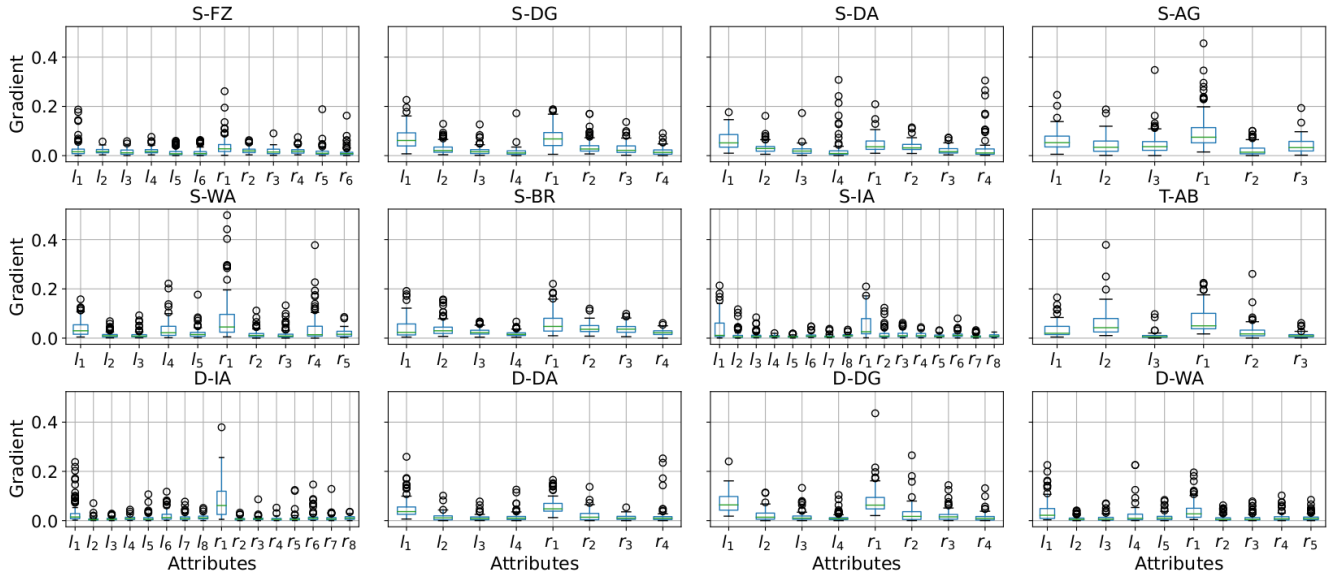 S-FZ S-DG S-DA S-AG
Gradient
0.4
0.2
0.0
l1 l2 l3 l4 l5 l6 r1 r2 r3 r4 r5 r6
l1 l2 l3 l4 r1 r2 r3 r4
l1 l2 l3 l4 r1 r2 r3 r4
l1 l2 l3 r1 r2 r3
S-WA S-BR S-IA T-AB
Gradient
0.4
0.2
0.0
l1 l2 l3 l4 l5 r1 r2 r3 r4 r5
l1 l2 l3 l4 r1 r2 r3 r4
l1 l2 l3 l4 l5 l6 l7 l8 r1 r2 r3 r4 r5 r6 r7 r8
l1 l2 l3 r1 r2 r3
D-IA D-DA D-DG D-WA
Gradient
0.4
0.2
0.0
l1 l2 l3 l4 l5 l6 l7 l8 r1 r2 r3 r4 r5 r6 r7 r8
l1 l2 l3 l4 r1 r2 r3 r4
l1 l2 l3 l4 r1 r2 r3 r4
l1 l2 l3 l4 l5 r1 r2 r3 r4 r5
Attributes Attributes Attributes Attributes